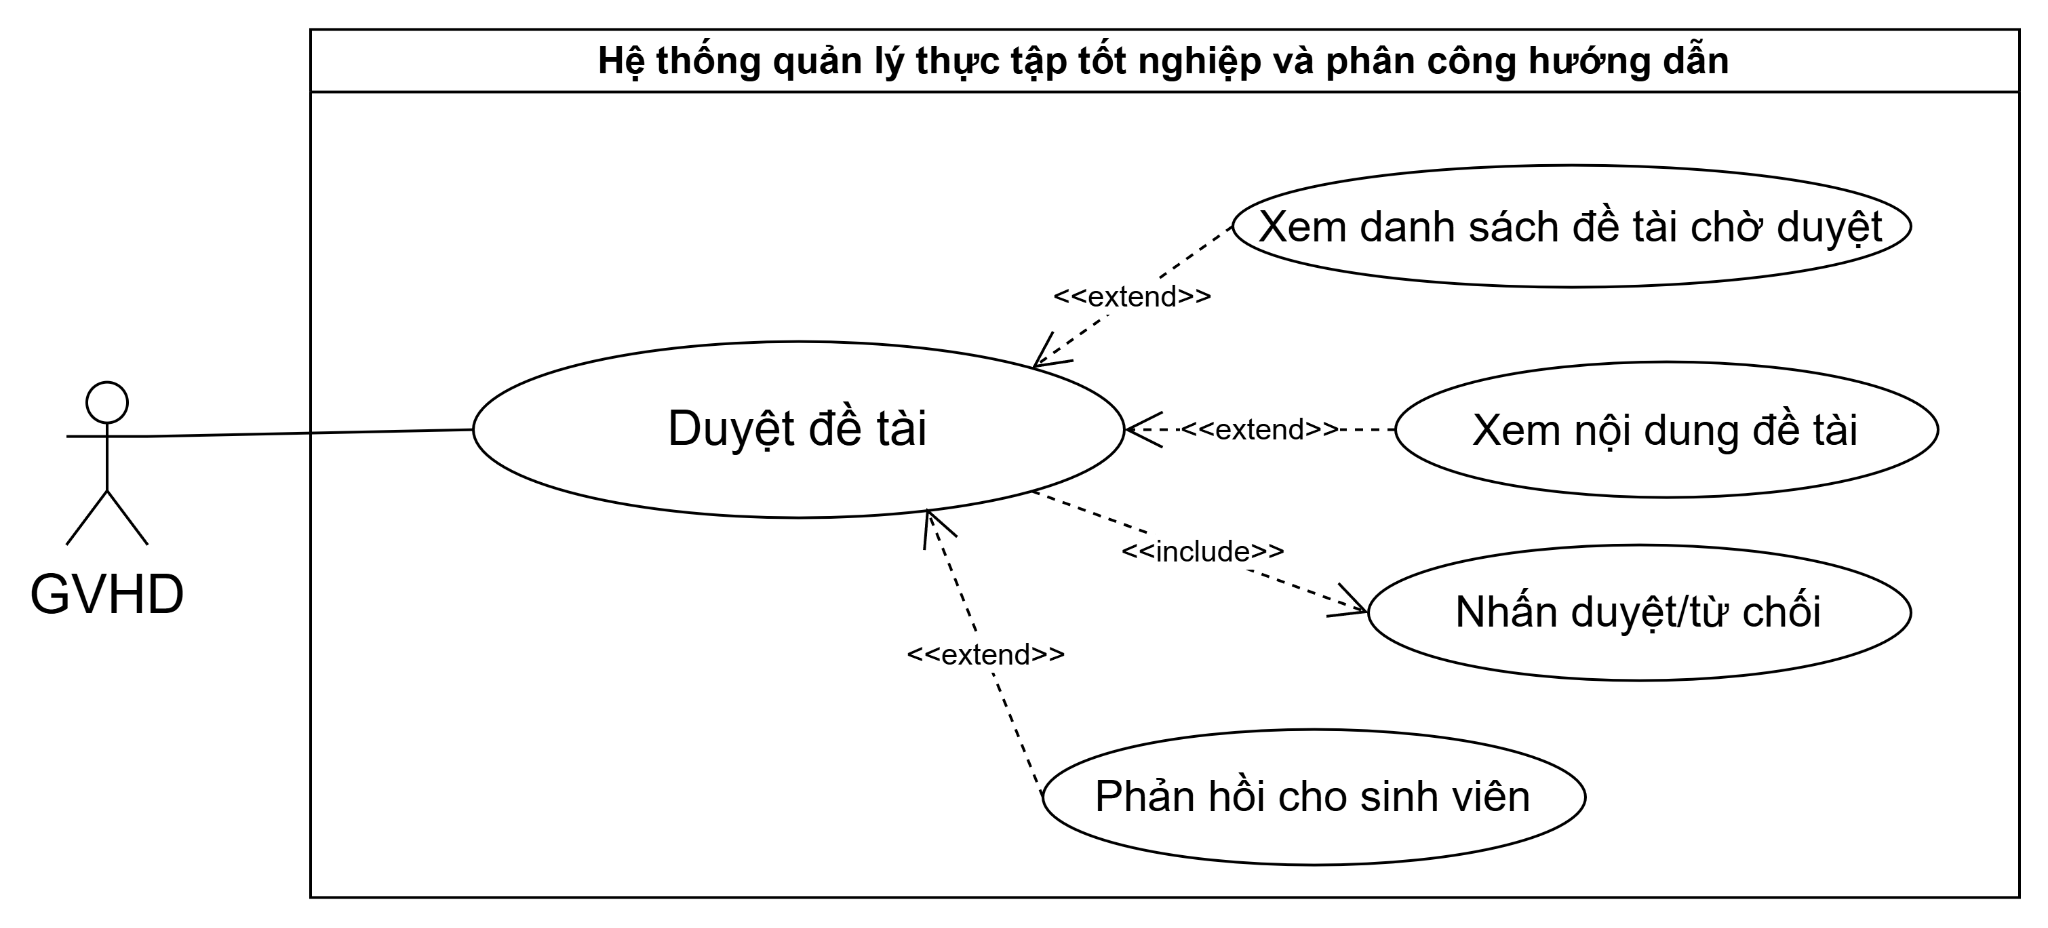 Hệ thống quản lý thực tập tốt nghiệp và phân công hướng dẫn
Xem danh sách đề tài chờ duyệt
<<extend>>
Duyệt đề tài
<<extend>>
Xem nội dung đề tài
<<include>>
Nhấn duyệt/từ chối
GVHD
<<extend>>
Phản hồi cho sinh viên